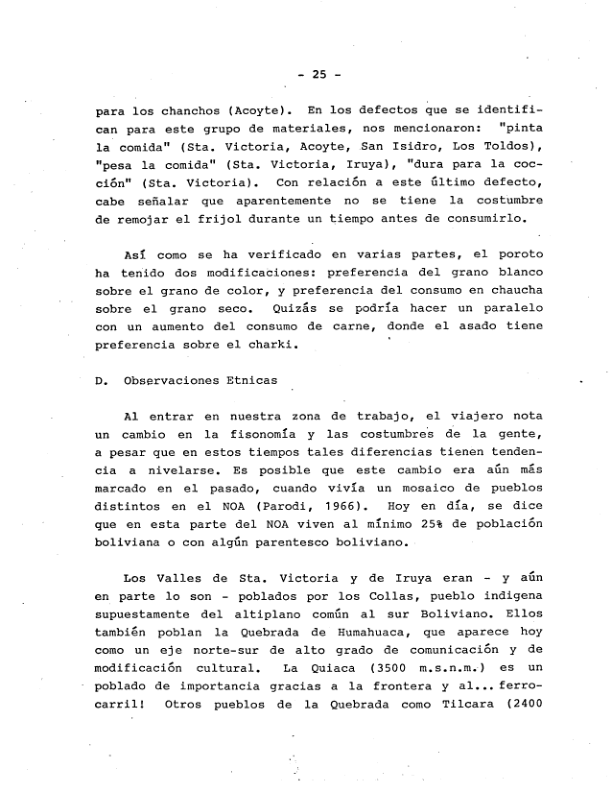 - 25 -
para los chanchos (Acoyte). En los defectos que se identifi-
can para este grupo de materiales, nos mencionaron: "pinta
la comida" (Sta. Victoria, Acoyte, San Isidro, Los Toldos),
"pesa la comida" (Sta. Victoria, Iruya), "dura para la coc-
ción" (Sta. Victoria). Con relación a este último defecto,
cabe señalar que aparentemente no se tiene la costumbre
de remojar el frijol durante un tiempo antes de consumirlo.
Así como se ha verificado en varias partes, el poroto
ha tenido dos modificaciones: preferencia del grano blanco
sobre el grano de color, y preferencia del consumo en chaucha
sobre el grano seco. Quizás se podría hacer un paralelo
con un aumento del consumo de carne, donde el asado tiene
preferencia sobre el charki.
D. Observaciones Etnicas
Al entrar en nuestra zona de trabajo, el viajero nota
un cambio en la fisonomía y las costumbres de la gente,
a pesar que en estos tiempos tales diferencias tienen tenden-
cia a nivelarse. Es posible que este cambio era aún más
marcado en el pasado, cuando vivía un mosaico de pueblos
distintos en el NOA (Parodi, 1966). Hoy en día, se dice
que en esta parte del NOA viven al mínimo 25% de población
boliviana o con algún parentesco boliviano.
Los Valles de Sta. Victoria y de Iruya eran - y aún
en parte lo son - poblados por los Collas, pueblo indigena
supuestamente del altiplano común al sur Boliviano. Ellos
también poblan la Quebrada de Humahuaca, que aparece hoy
como un eje norte-sur de alto grado de comunicación y de
modificación cultural. La Quiaca (3500 m.s.n.m.) es un
poblado de importancia gracias a la frontera y al... ferro-
carril! Otros pueblos de la Quebrada como Tilcara (2400